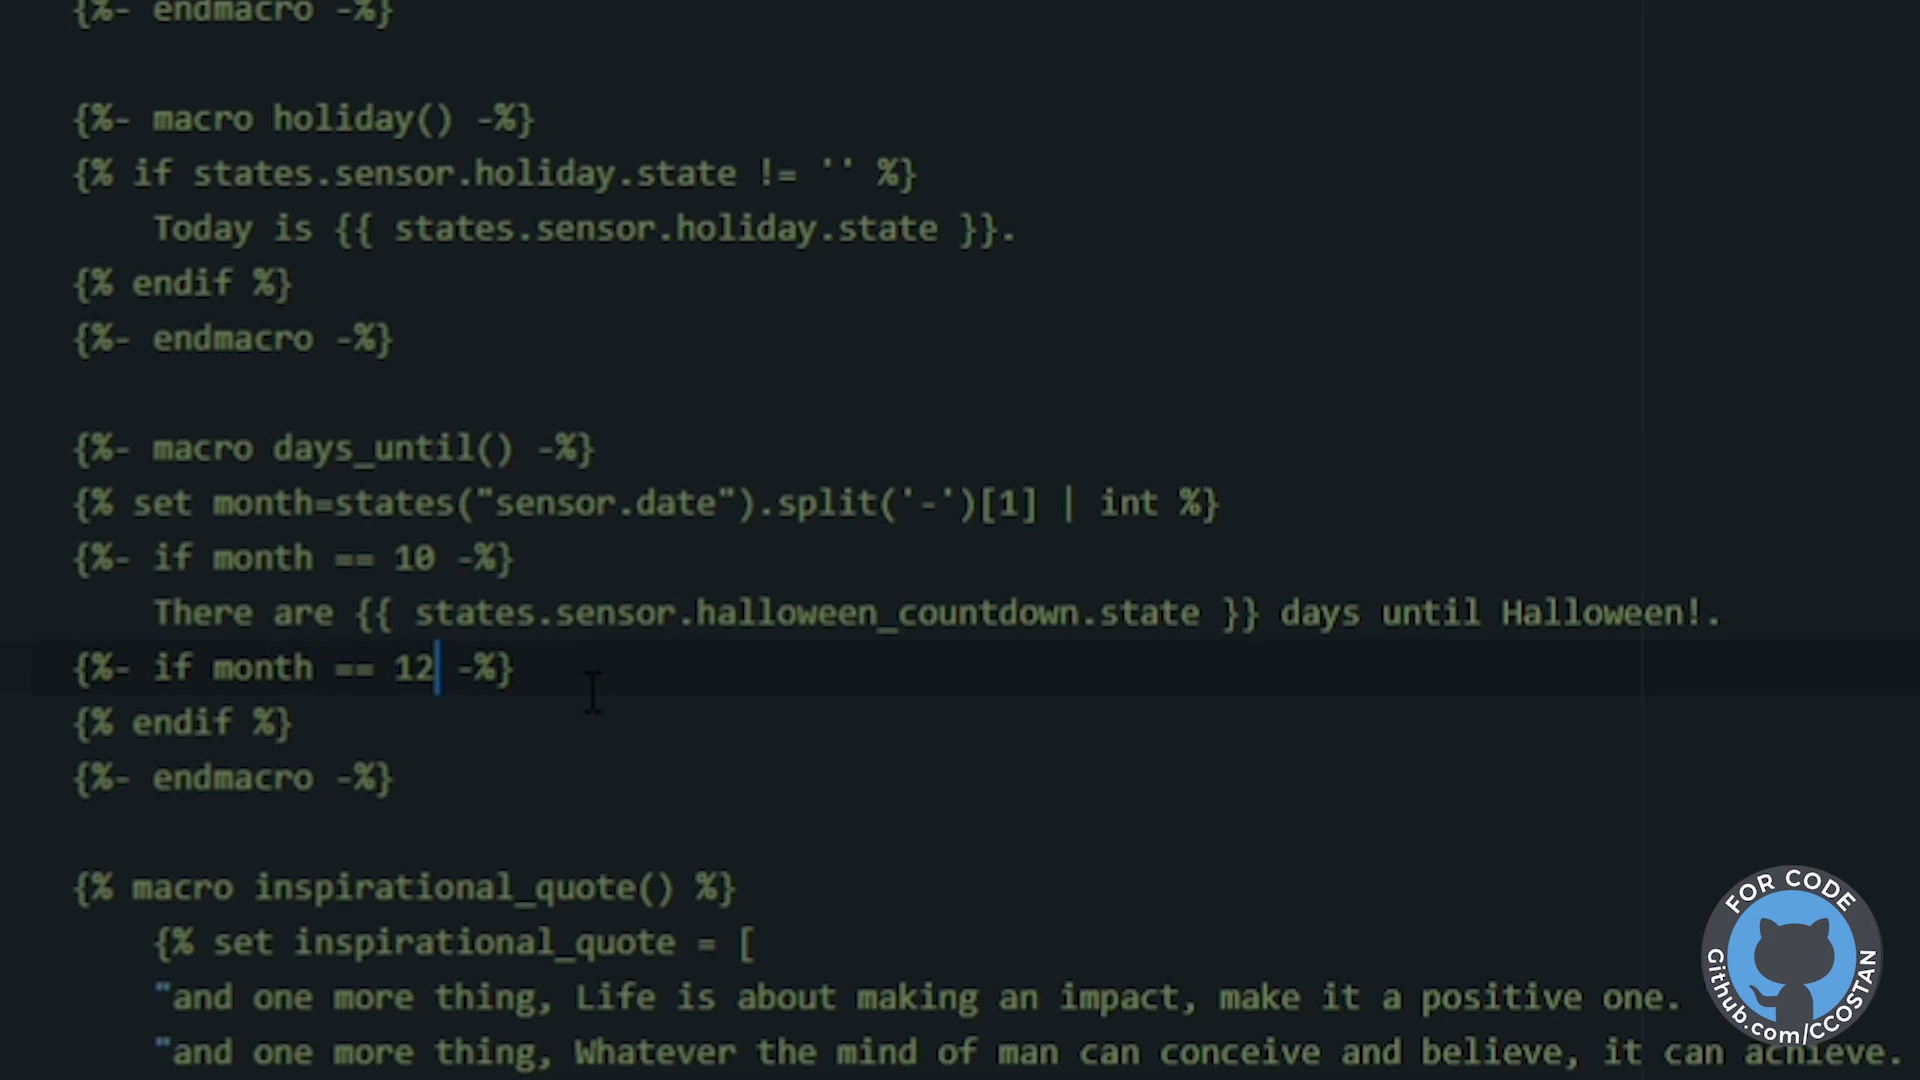 {%- endmacro -%}
{%- macro holiday() -%}
{% if states.sensor.holiday.state != '' %}
Today is {{ states.sensor.holiday.state }}.
{% endif %}
{%- endmacro -%}
{%- macro days_until() -%}
{% set month=states("sensor.date").split('-')[1] | int %}
{%- if month == 10 -%}
There are {{ states.sensor.halloween_countdown.state }} days until Halloween!.
{%- if month == 12 -%}
{% endif %}
{%- endmacro -%}
{% macro inspirational_quote() %}
{% set inspirational_quote = [
"and one more thing, Life is about making an impact, make it a positive one.
"and one more thing, Whatever the mind of man can conceive and believe, it can achieve.
FOR CODE
Github.com/CCOSTAN